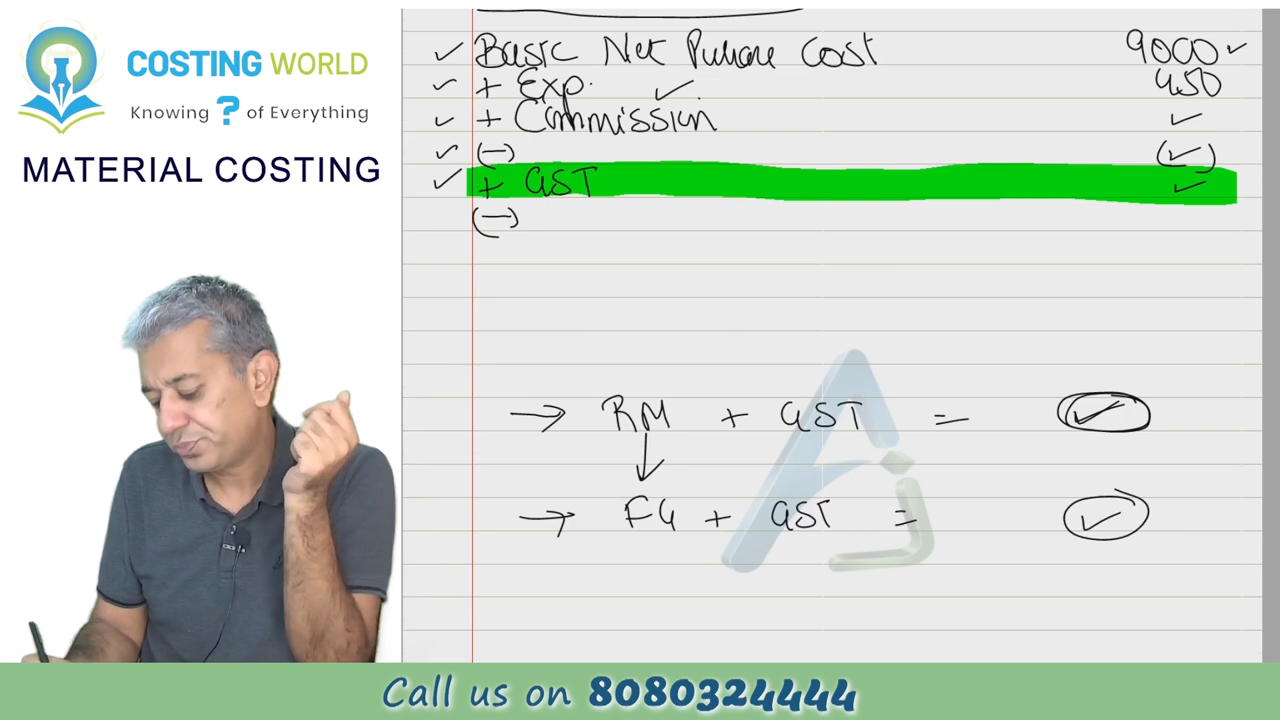 COSTING WORLD
Knowing ? of Everything
MATERIAL COSTING
✓ Basic Net Puhase Cost 9000 ✓
✓ + Exp. ✓ 450
✓ + Commission ✓
✓ (-) (✓)
✓ + GST ✓
(-)
→ RM + GST = ✓
↓
→ FG + GST = ✓
Call us on 8080324444